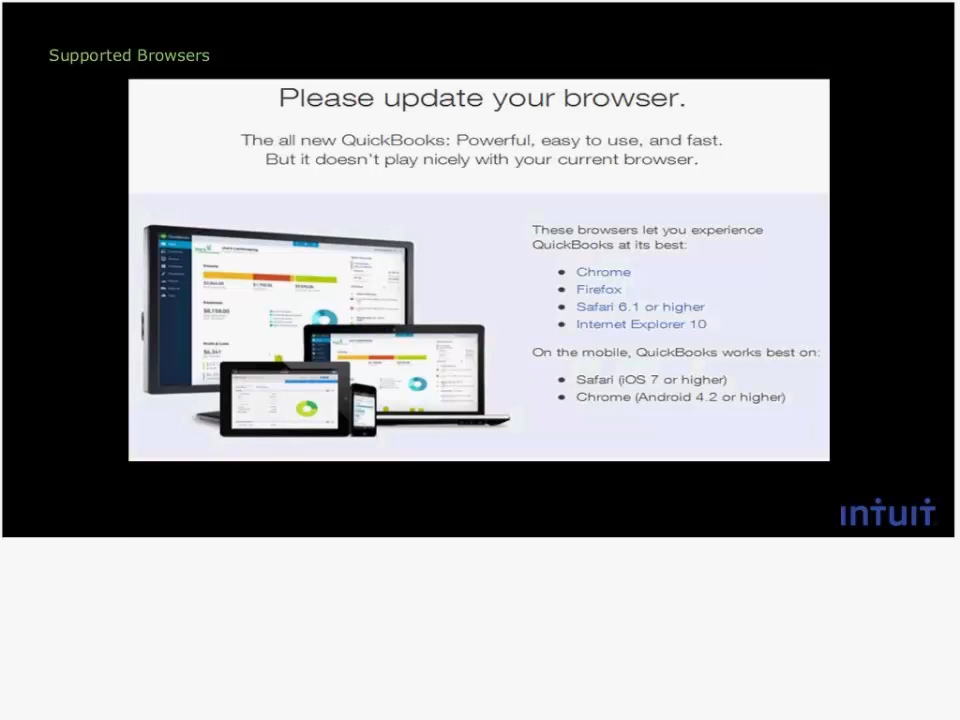 Supported Browsers
Please update your browser.
The all new QuickBooks: Powerful, easy to use, and fast.
But it doesn't play nicely with your current browser.
These browsers let you experience
QuickBooks at its best:
Chrome
Firefox
Safari 6.1 or higher
Internet Explorer 10
On the mobile, QuickBooks works best on:
Safari (iOS 7 or higher)
Chrome (Android 4.2 or higher)
intuit